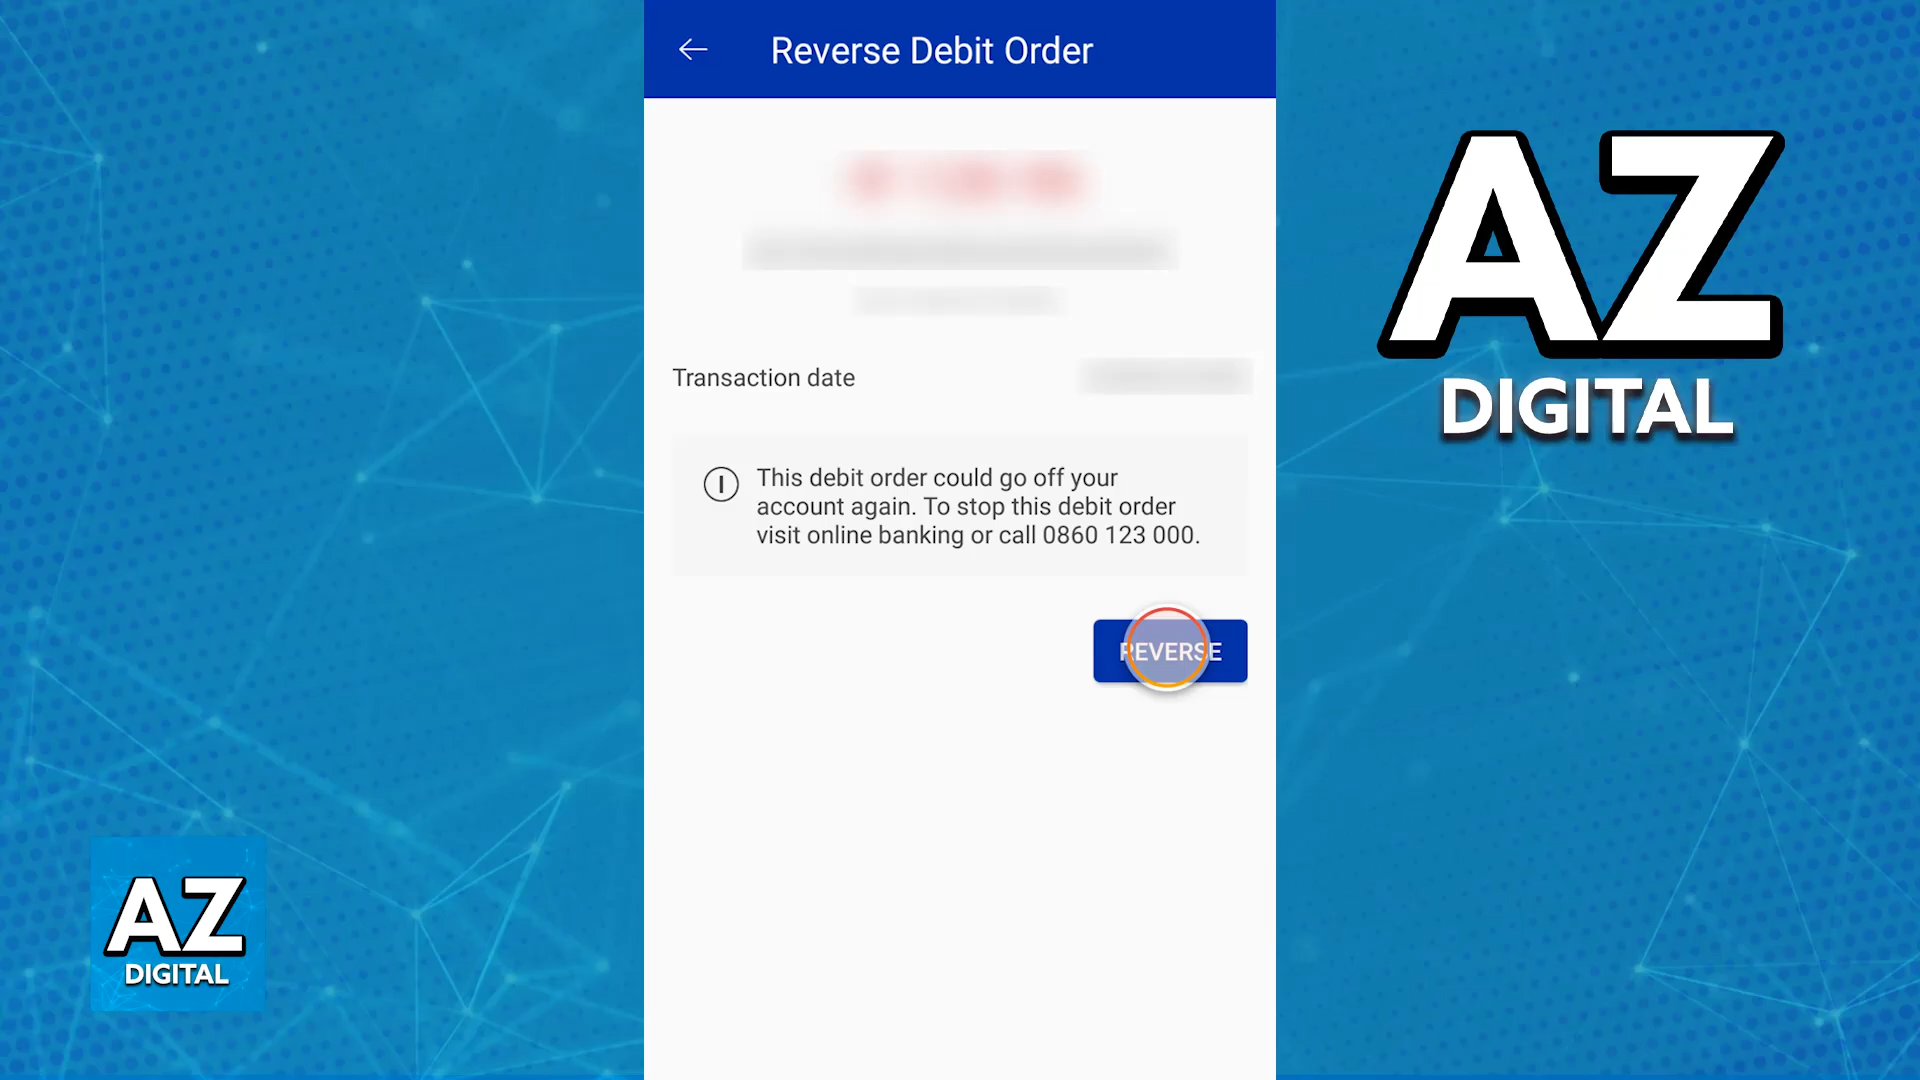 Reverse Debit Order
AZ
DIGITAL
Transaction date
This debit order could go off your
account again. To stop this debit order
visit online banking or call 0860 123 000.
REVERSE
AZ
DIGITAL